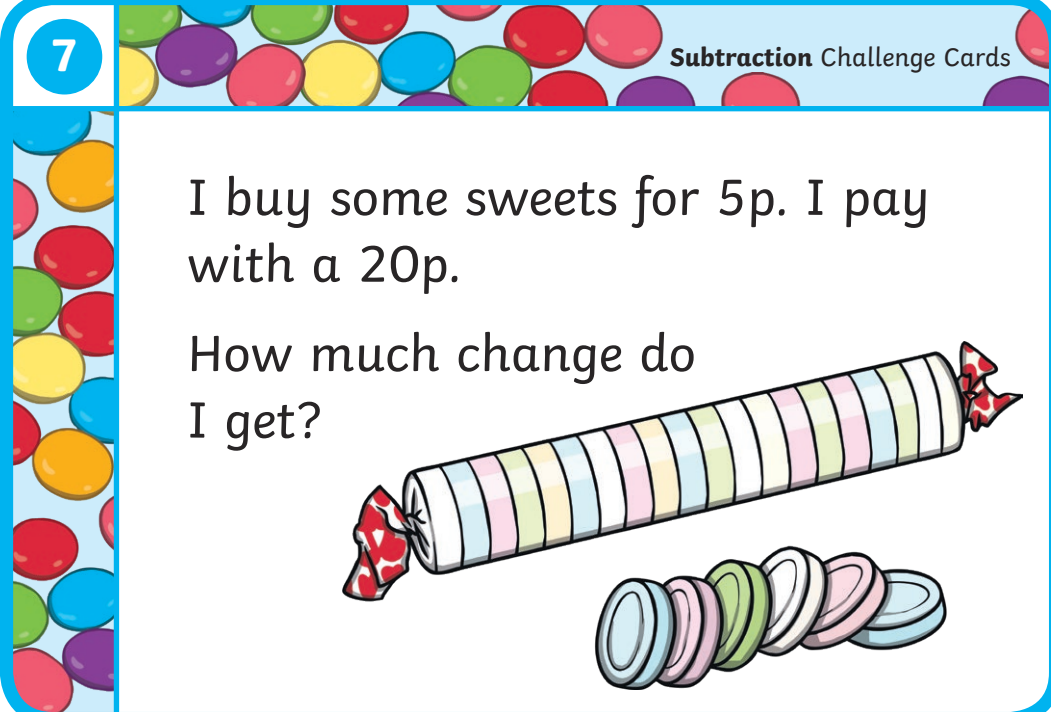 7
Subtraction Challenge Cards
I buy some sweets for 5p. I pay
with a 20p.
How much change do
I get?